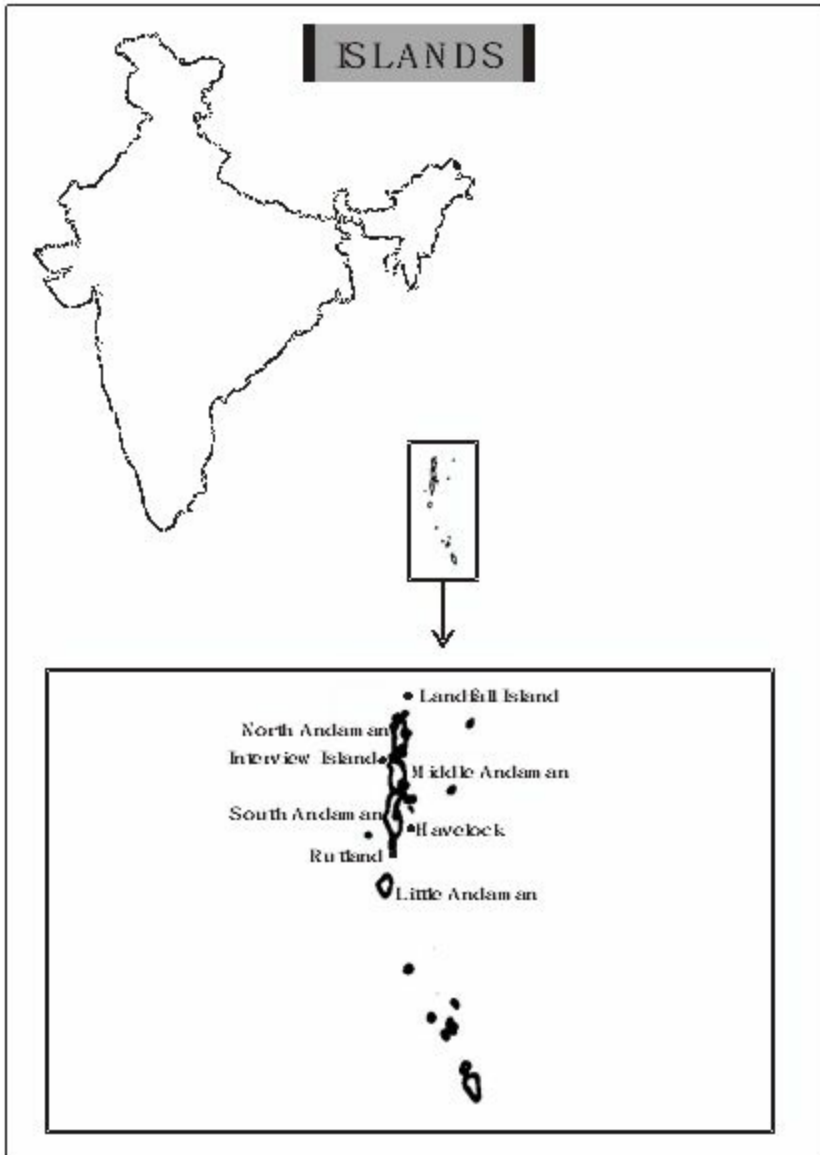 ISLANDS
Landfall Island
North Andaman
Interview Island
Middle Andaman
South Andaman
Havelock
Rutland
Little Andaman